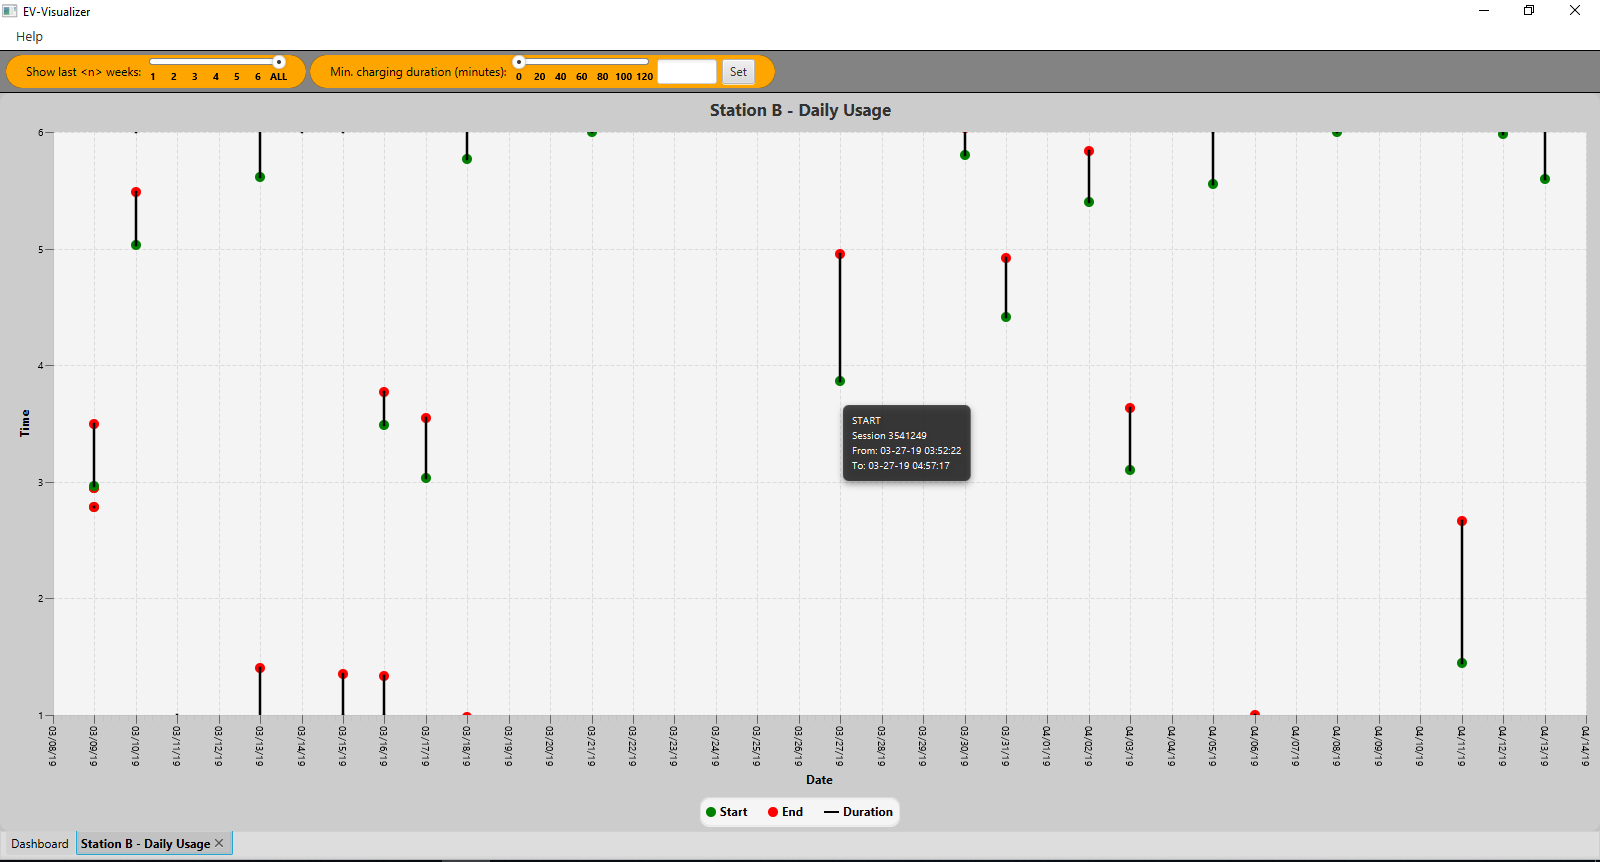 EV-Visualizer
Help
Show last <n> weeks:
1 2 3 4 5 6 ALL
Min. charging duration (minutes):
0 20 40 60 80 100 120
Set
Station B - Daily Usage
6
5
4
3
2
1
Time
START
Session 3541249
From: 03-27-19 03:52:22
To: 03-27-19 04:57:17
03/08/19
03/09/19
03/10/19
03/11/19
03/12/19
03/13/19
03/14/19
03/15/19
03/16/19
03/17/19
03/18/19
03/19/19
03/20/19
03/21/19
03/22/19
03/23/19
03/24/19
03/25/19
03/26/19
03/27/19
03/28/19
03/29/19
03/30/19
03/31/19
04/01/19
04/02/19
04/03/19
04/04/19
04/05/19
04/06/19
04/07/19
04/08/19
04/09/19
04/10/19
04/11/19
04/12/19
04/13/19
04/14/19
Date
Start End Duration
Dashboard
Station B - Daily Usage